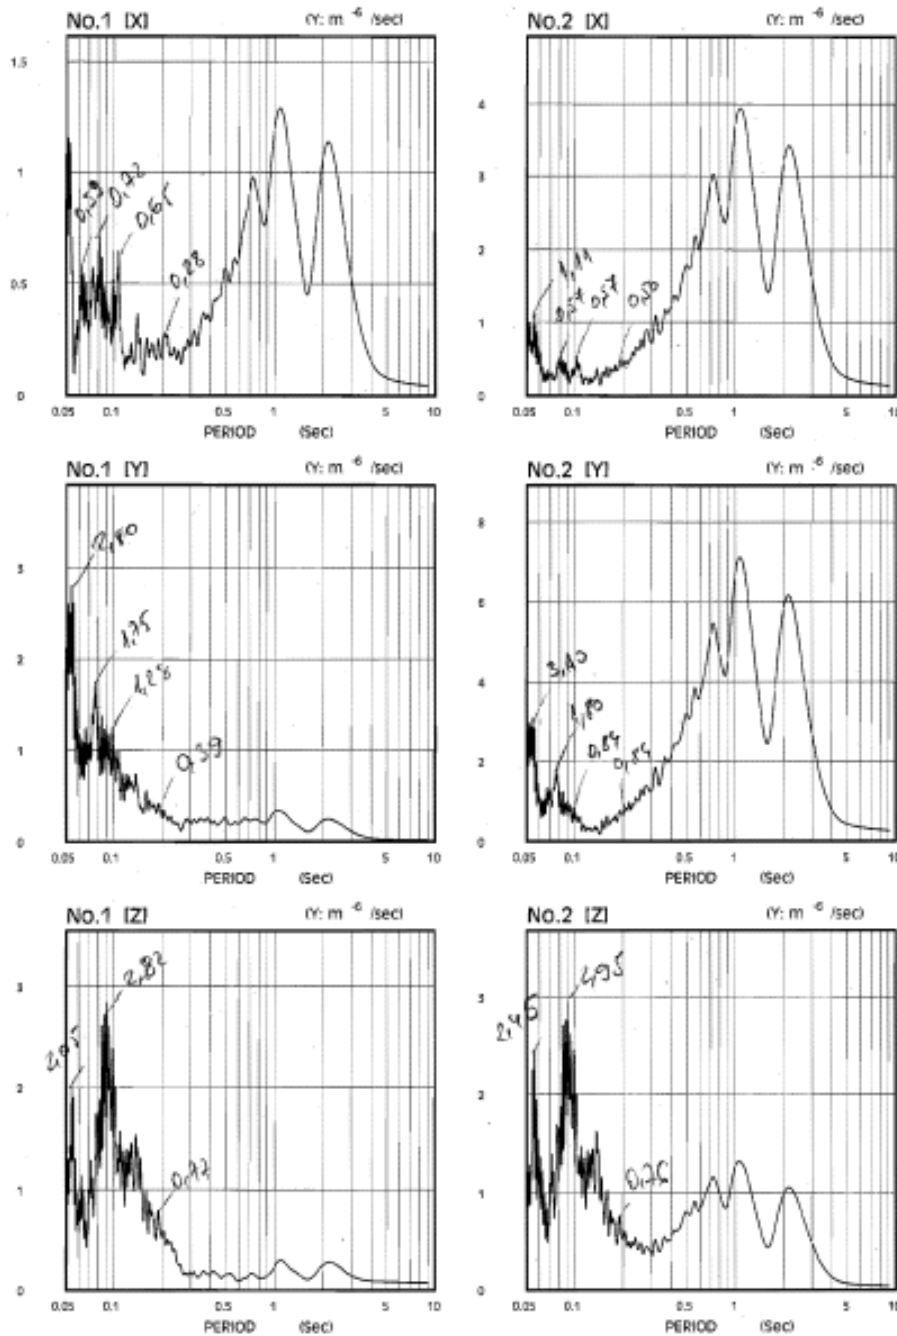 No.1 [X] (Y: m -6 /sec)
1.5
1
0.5
0
0,59
0,72
0,65
0,28
0.05 0.1 0.5 1 5 10
PERIOD (Sec)
No.2 [X] (Y: m -6 /sec)
4
3
2
1
0
1,11
0,57
0,57
0,50
0.05 0.1 0.5 1 5 10
PERIOD (Sec)
No.1 [Y] (Y: m -6 /sec)
3
2
1
0
2,80
1,75
1,28
0,39
0.05 0.1 0.5 1 5 10
PERIOD (Sec)
No.2 [Y] (Y: m -6 /sec)
8
6
4
2
0
3,40
1,80
0,84
0,84
0.05 0.1 0.5 1 5 10
PERIOD (Sec)
No.1 [Z] (Y: m -6 /sec)
3
2
1
0
2,05
2,82
0.05 0.1 0.5 1 5 10
PERIOD (Sec)
No.2 [Z] (Y: m -6 /sec)
3
2
1
0
2,46
0,76
0.05 0.1 0.5 1 5 10
PERIOD (Sec)